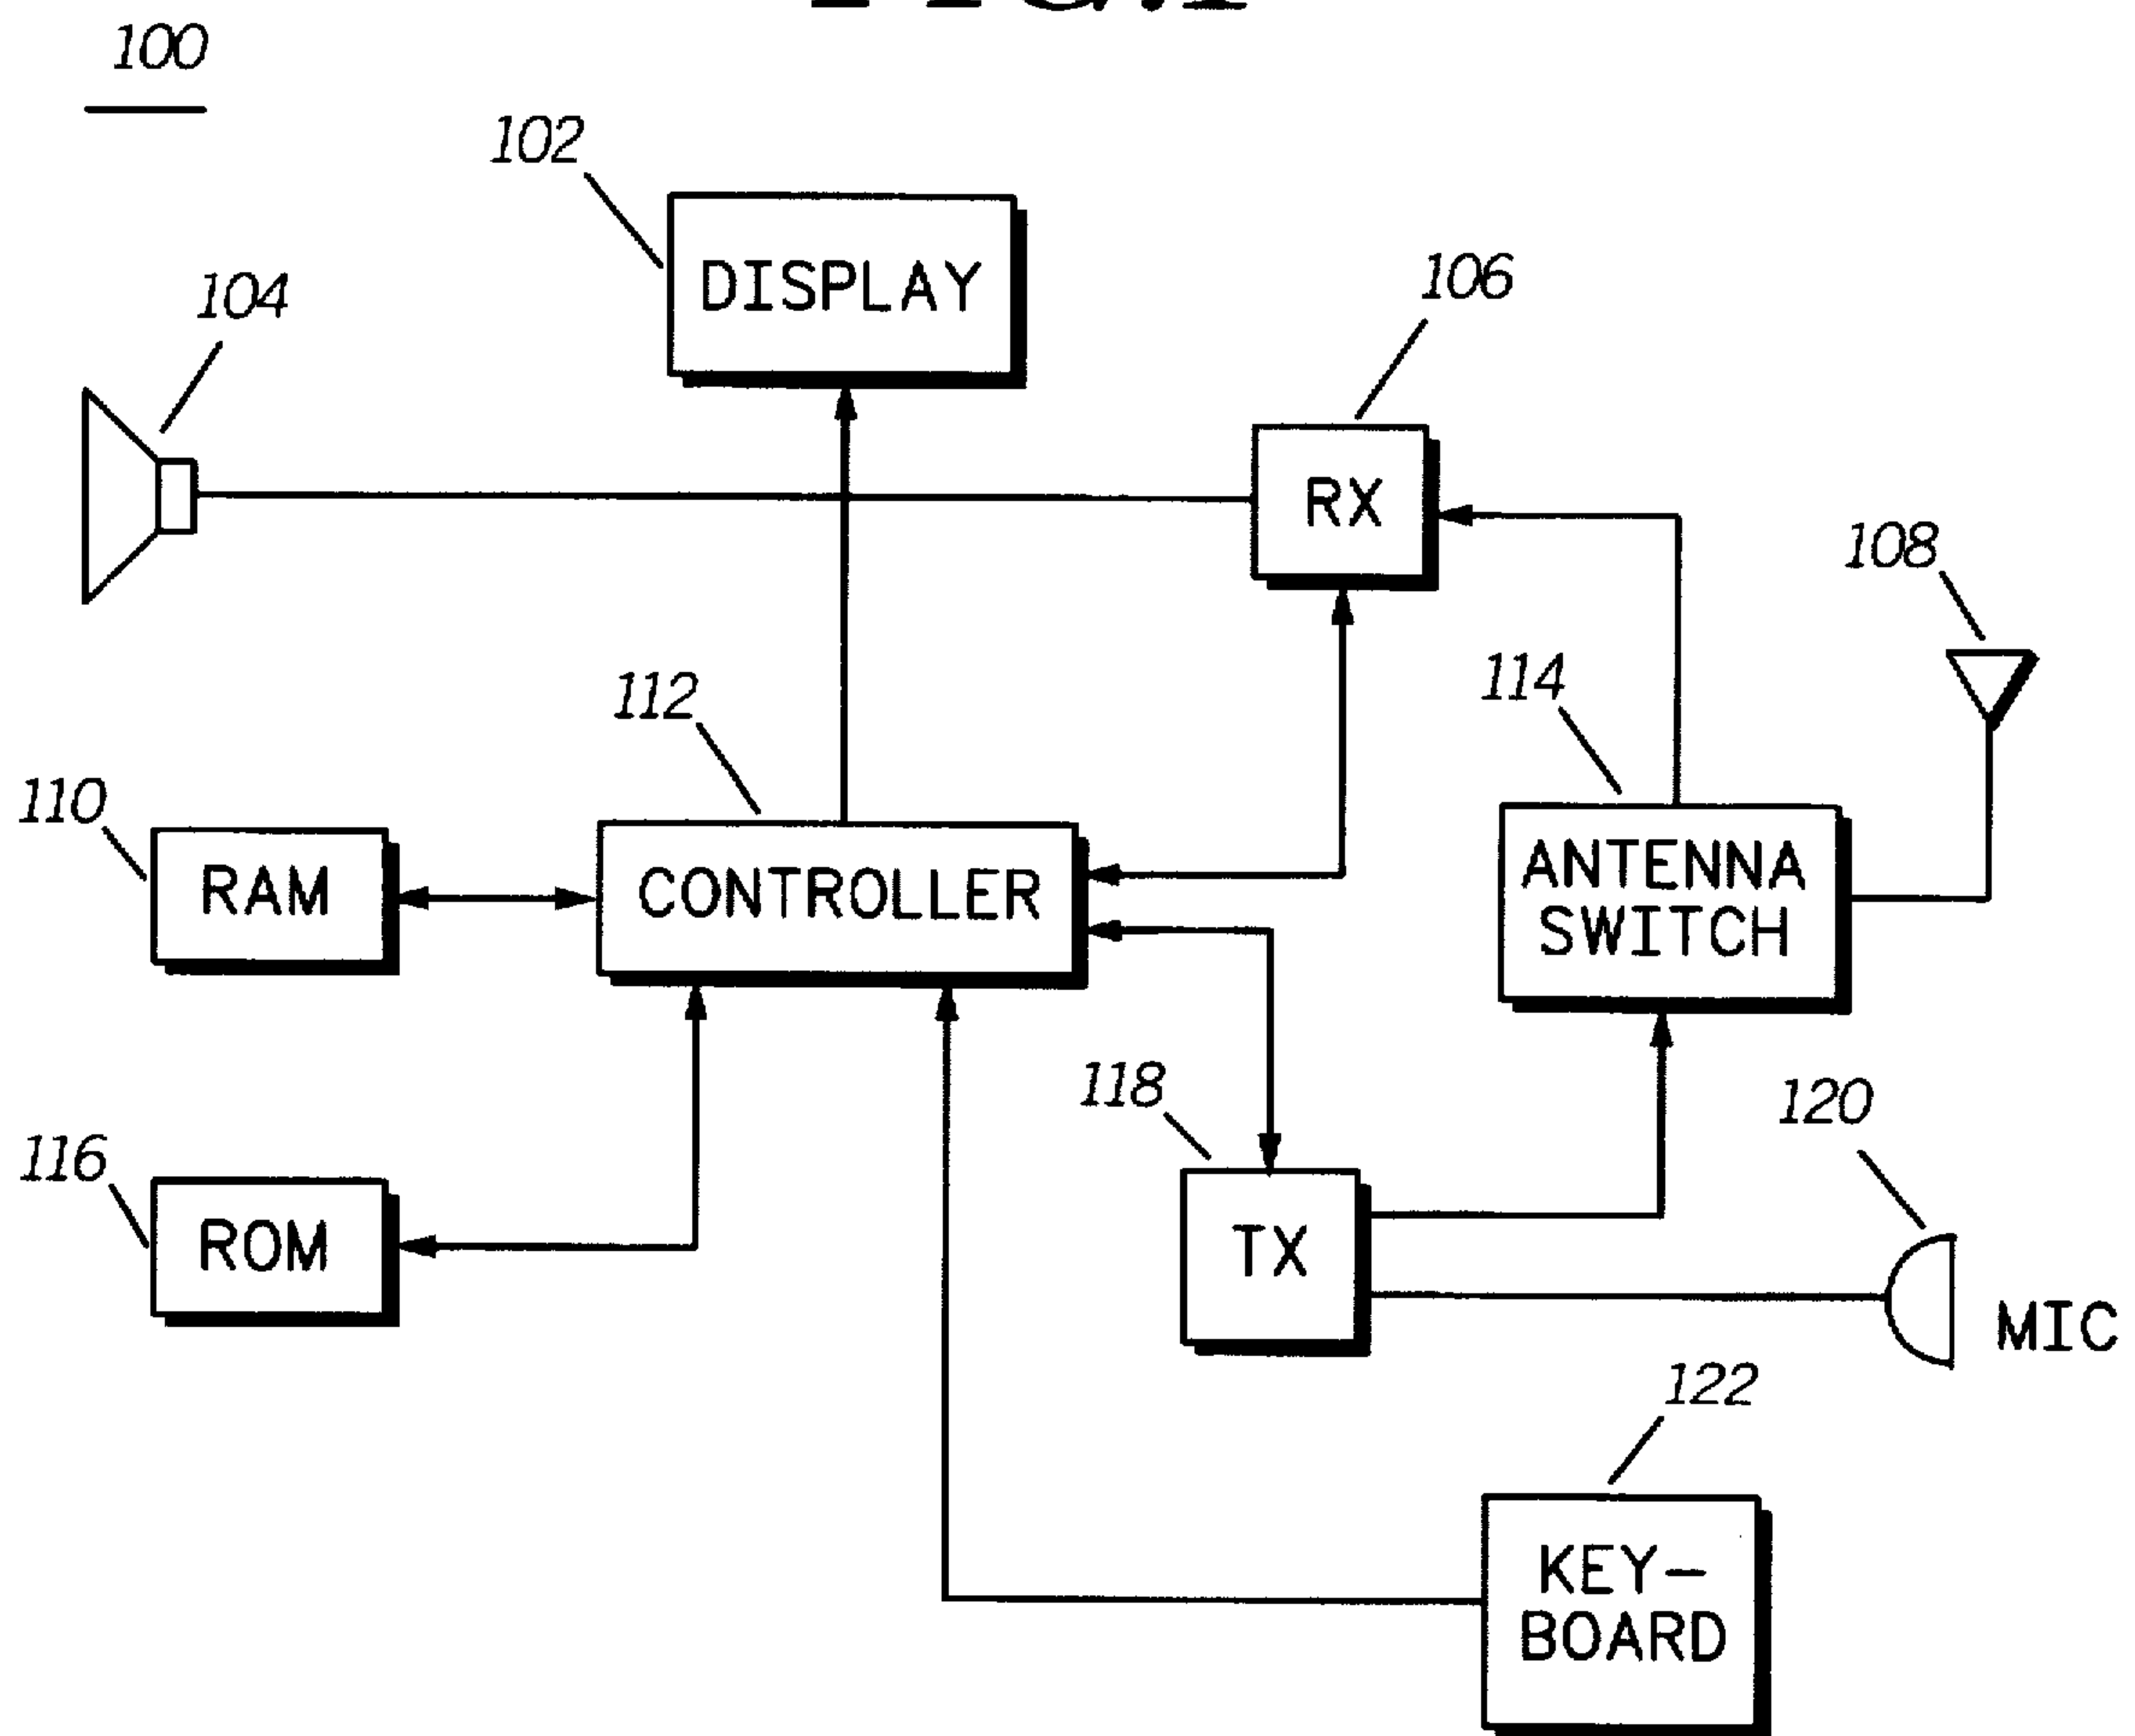 100
102
DISPLAY
104
106
RX
108
112
114
110
RAM
CONTROLLER
ANTENNA
SWITCH
118
120
116
ROM
TX
MIC
122
KEY-
BOARD